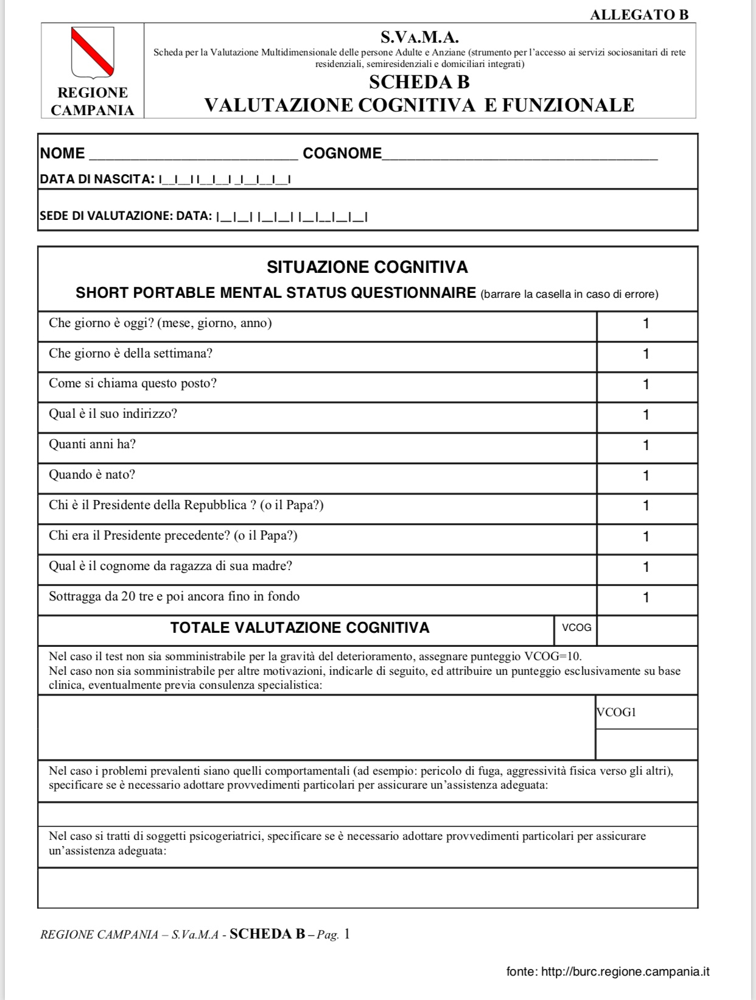 ALLEGATO B
REGIONE
CAMPANIA
S.VA.M.A.
Scheda per la Valutazione Multidimensionale delle persone Adulte e Anziane (strumento per l’accesso ai servizi sociosanitari di rete
residenziali, semiresidenziali e domiciliari integrati)
SCHEDA B
VALUTAZIONE COGNITIVA E FUNZIONALE
NOME _________________________ COGNOME_________________________________
DATA DI NASCITA: |__|__| |__|__| _|__|__|__|
SEDE DI VALUTAZIONE: DATA: |__|__| |__|__| |__|__|__|__|
SITUAZIONE COGNITIVA
SHORT PORTABLE MENTAL STATUS QUESTIONNAIRE (barrare la casella in caso di errore)
Che giorno è oggi? (mese, giorno, anno) 1
Che giorno è della settimana? 1
Come si chiama questo posto? 1
Qual è il suo indirizzo? 1
Quanti anni ha? 1
Quando è nato? 1
Chi è il Presidente della Repubblica ? (o il Papa?) 1
Chi era il Presidente precedente? (o il Papa?) 1
Qual è il cognome da ragazza di sua madre? 1
Sottragga da 20 tre e poi ancora fino in fondo 1
TOTALE VALUTAZIONE COGNITIVA VCOG
Nel caso il test non sia somministrabile per la gravità del deterioramento, assegnare punteggio VCOG=10.
Nel caso non sia somministrabile per altre motivazioni, indicarle di seguito, ed attribuire un punteggio esclusivamente su base
clinica, eventualmente previa consulenza specialistica:
VCOG1
Nel caso i problemi prevalenti siano quelli comportamentali (ad esempio: pericolo di fuga, aggressività fisica verso gli altri),
specificare se è necessario adottare provvedimenti particolari per assicurare un’assistenza adeguata:
Nel caso si tratti di soggetti psicogeriatrici, specificare se è necessario adottare provvedimenti particolari per assicurare
un’assistenza adeguata:
REGIONE CAMPANIA – S.Va.M.A - SCHEDA B – Pag. 1
fonte: http://burc.regione.campania.it